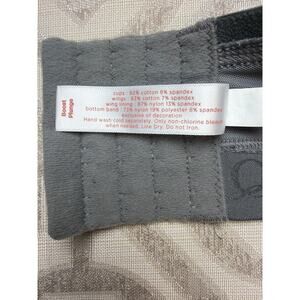 Boost
Plunge
cups : 92% cotton 8% spandex
wings : 93% cotton 7% spandex
wing lining : 87% nylon 13% spandex
bottom band : 73% nylon 19% polyester 8% spandex
exclusive of decoration
Hand wash cold separately. Only non-chlorine bleach
when needed. Line Dry. Do not Iron.